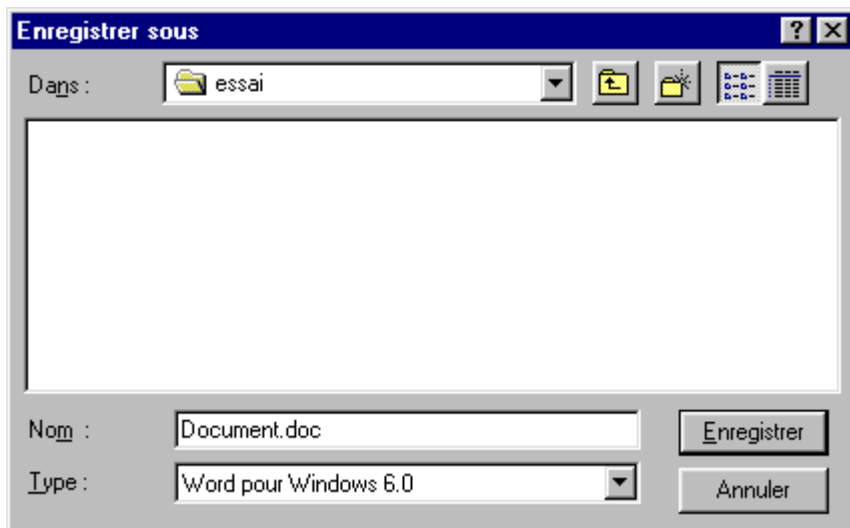 Enregistrer sous
Dans : essai
Nom : Document.doc Enregistrer
Type : Word pour Windows 6.0 Annuler